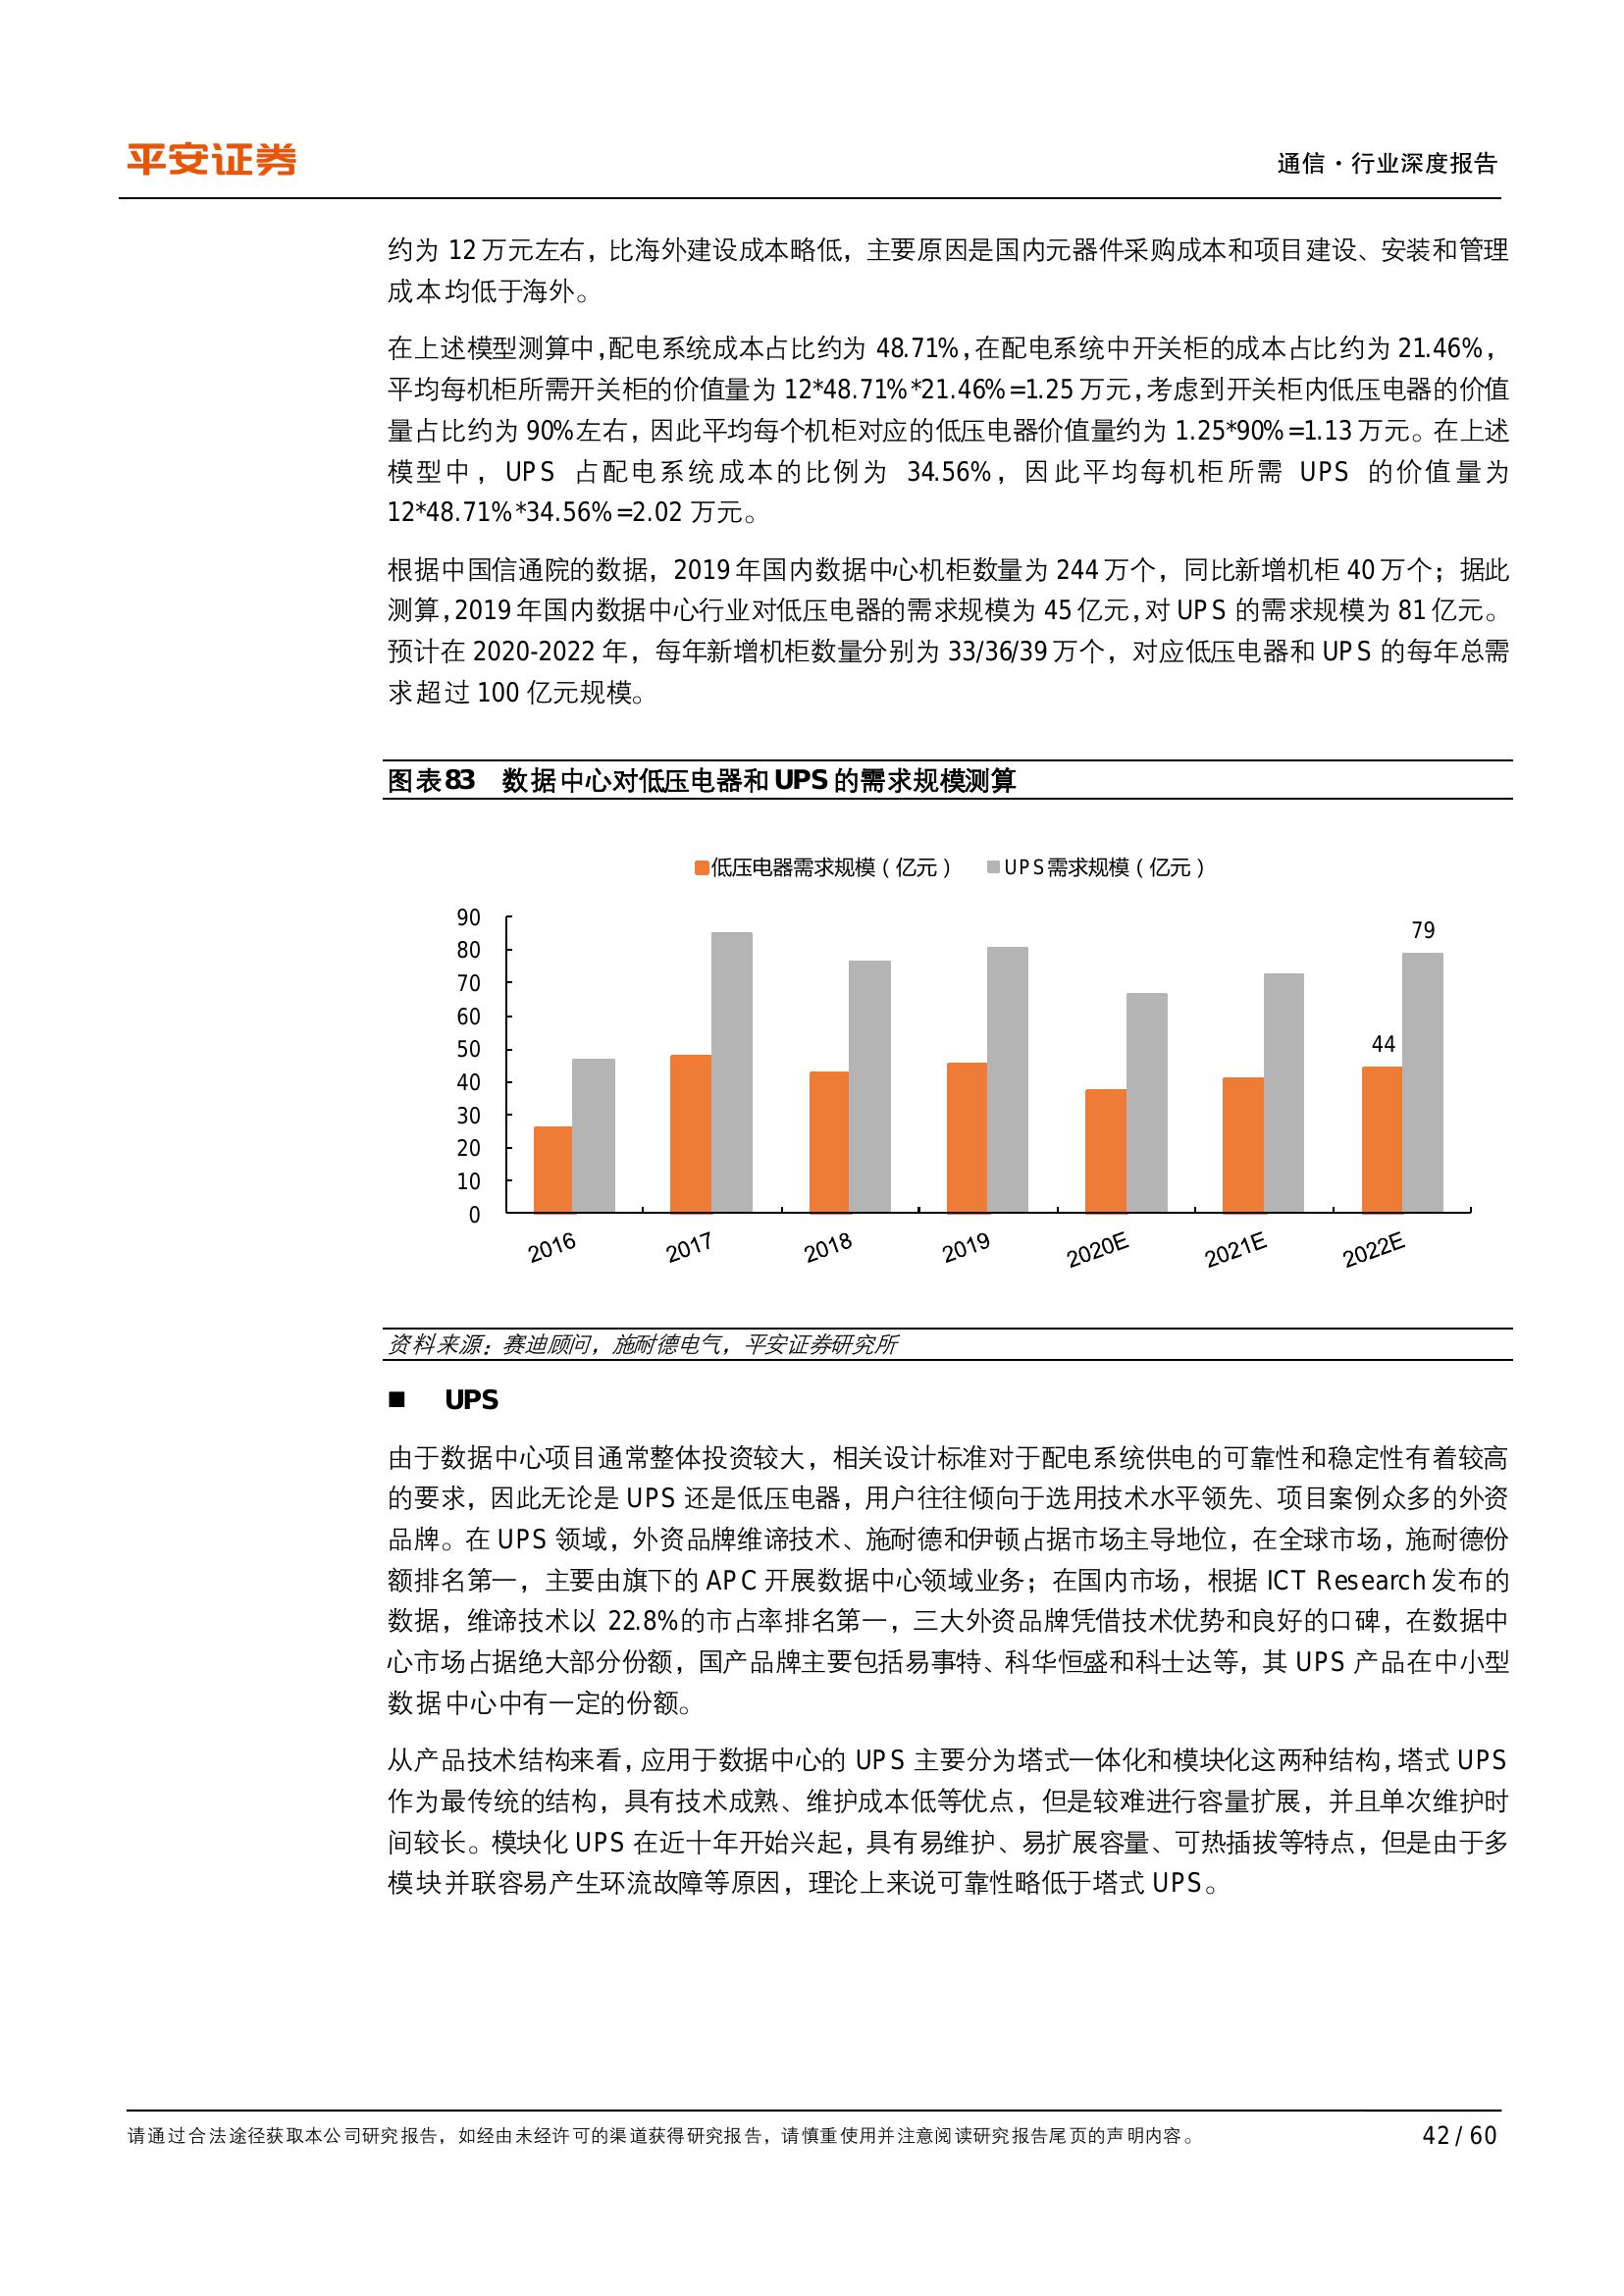 平安证券
通信·行业深度报告
约为 12 万元左右，比海外建设成本略低，主要原因是国内元器件采购成本和项目建设、安装和管理
成本均低于海外。
在上述模型测算中，配电系统成本占比约为 48.71%，在配电系统中开关柜的成本占比约为 21.46%，
平均每机柜所需开关柜的价值量为 12*48.71%*21.46%=1.25 万元，考虑到开关柜内低压电器的价值
量占比约为 90%左右，因此平均每个机柜对应的低压电器价值量约为 1.25*90%=1.13 万元。在上述
模型中，UPS 占配电系统成本的比例为 34.56%，因此平均每机柜所需 UPS 的价值量为
12*48.71%*34.56%=2.02 万元。
根据中国信通院的数据，2019 年国内数据中心机柜数量为 244 万个，同比新增机柜 40 万个；据此
测算，2019 年国内数据中心行业对低压电器的需求规模为 45 亿元，对 UPS 的需求规模为 81 亿元。
预计在 2020-2022 年，每年新增机柜数量分别为 33/36/39 万个，对应低压电器和 UPS 的每年总需
求超过 100 亿元规模。
图表83 数据中心对低压电器和 UPS 的需求规模测算
低压电器需求规模（亿元） UPS需求规模（亿元）
90
80
70
60
50
40
30
20
10
0
79
44
2016 2017 2018 2019 2020E 2021E 2022E
资料来源：赛迪顾问，施耐德电气，平安证券研究所
■ UPS
由于数据中心项目通常整体投资较大，相关设计标准对于配电系统供电的可靠性和稳定性有着较高
的要求，因此无论是 UPS 还是低压电器，用户往往倾向于选用技术水平领先、项目案例众多的外资
品牌。在 UPS 领域，外资品牌维谛技术、施耐德和伊顿占据市场主导地位，在全球市场，施耐德份
额排名第一，主要由旗下的 APC 开展数据中心领域业务；在国内市场，根据 ICT Research 发布的
数据，维谛技术以 22.8%的市占率排名第一，三大外资品牌凭借技术优势和良好的口碑，在数据中
心市场占据绝大部分份额，国产品牌主要包括易事特、科华恒盛和科士达等，其 UPS 产品在中小型
数据中心中有一定的份额。
从产品技术结构来看，应用于数据中心的 UPS 主要分为塔式一体化和模块化这两种结构，塔式 UPS
作为最传统的结构，具有技术成熟、维护成本低等优点，但是较难进行容量扩展，并且单次维护时
间较长。模块化 UPS 在近十年开始兴起，具有易维护、易扩展容量、可热插拔等特点，但是由于多
模块并联容易产生环流故障等原因，理论上来说可靠性略低于塔式 UPS。
请通过合法途径获取本公司研究报告，如经由未经许可的渠道获得研究报告，请慎重使用并注意阅读研究报告尾页的声明内容。
42 / 60